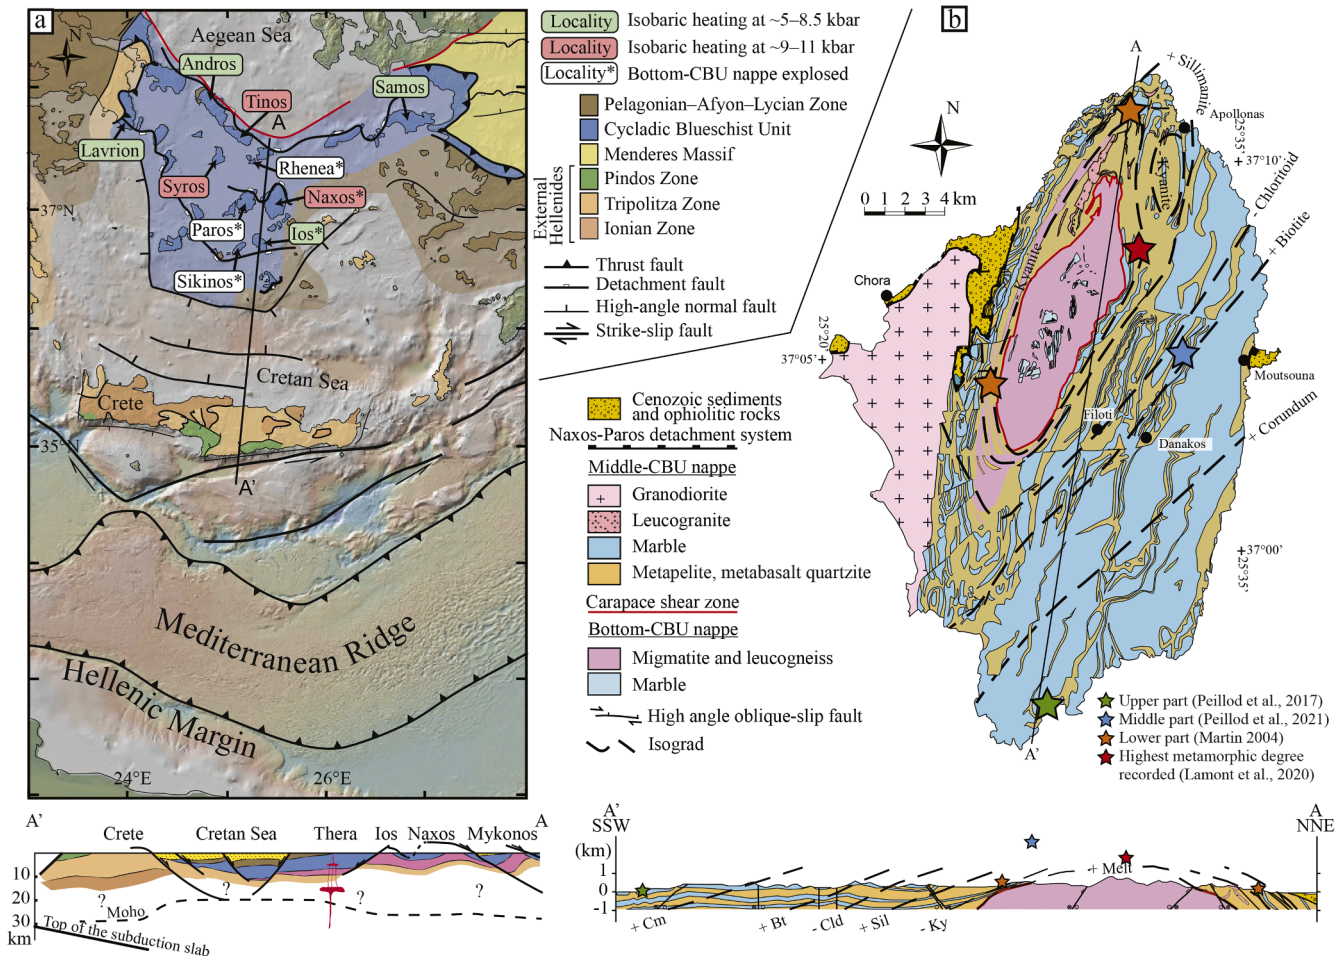 a
N
Aegean Sea
Andros
Tinos
Samos
A
Lavrion
Rhenea*
Syros
Naxos*
37°N
Paros*
Ios*
Sikinos*
Cretan Sea
Crete
35°N
A'
Mediterranean Ridge
Hellenic Margin
24°E
26°E
Locality Isobaric heating at ~5–8.5 kbar
Locality Isobaric heating at ~9–11 kbar
Locality* Bottom-CBU nappe explosed
Pelagonian–Afyon–Lycian Zone
Cycladic Blueschist Unit
Menderes Massif
External Hellenides
Pindos Zone
Tripolitza Zone
Ionian Zone
Thrust fault
Detachment fault
High-angle normal fault
Strike-slip fault
Cenozoic sediments
and ophiolitic rocks
Naxos-Paros detachment system
Middle-CBU nappe
Granodiorite
Leucogranite
Marble
Metapelite, metabasalt quartzite
Carapace shear zone
Bottom-CBU nappe
Migmatite and leucogneiss
Marble
High angle oblique-slip fault
Isograd
b
A
+ Sillimanite
N
Apollonas
25°35'
+37°10'
Kyanite
- Chloritoid
0 1 2 3 4 km
+ Biotite
Kyanite
Chora
25°20'
37°05'+
Moutsouna
Filoti
Danakos
+ Corundum
+37°00'
25°35'
A'
Upper part (Peillod et al., 2017)
Middle part (Peillod et al., 2021)
Lower part (Martin 2004)
Highest metamorphic degree
recorded (Lamont et al., 2020)
A'
Crete
Cretan Sea
Thera
Ios
Naxos
Mykonos
A
10
20
30
km
?
?
?
?
Moho
Top of the subduction slab
A'
SSW
A
NNE
(km)
1
0
-1
+ Melt
+ Crn
+ Bt
- Cld
+ Sil
- Ky